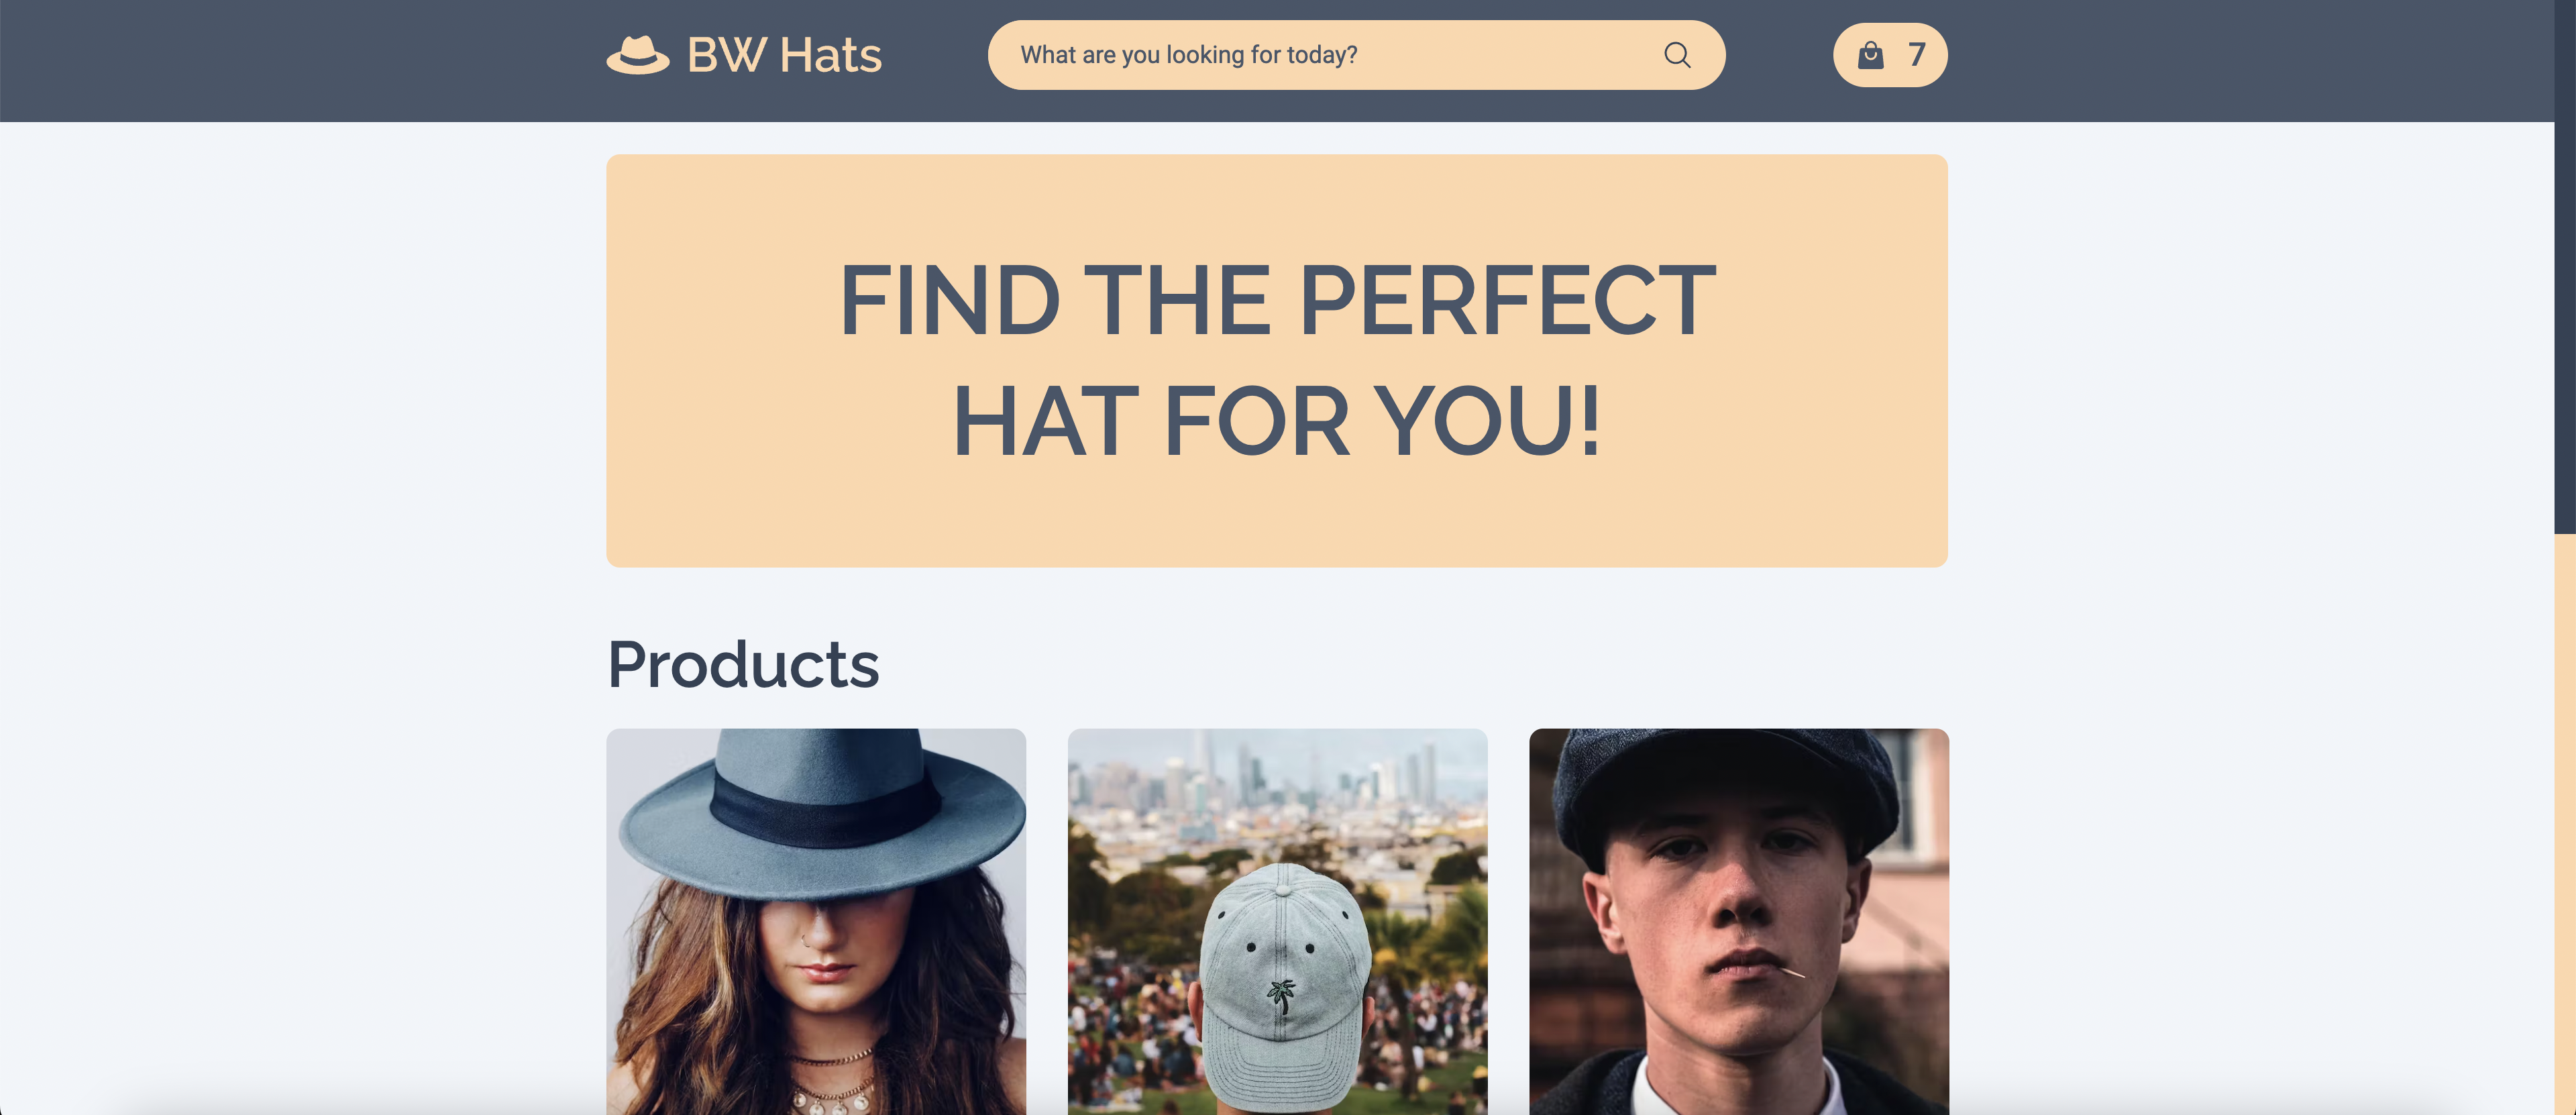 BW Hats
What are you looking for today?
7
FIND THE PERFECT
HAT FOR YOU!
Products